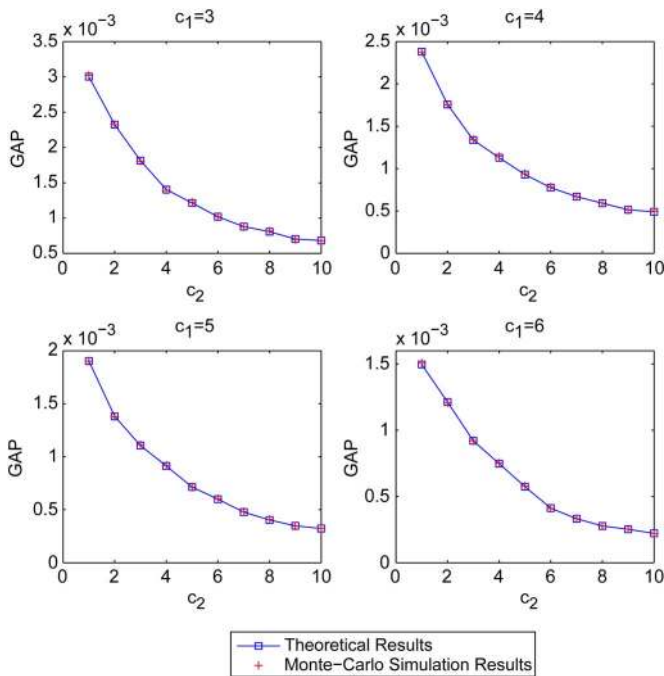 x 10⁻³ c₁=3
3.5
3
2.5
2
1.5
1
0.5
GAP
0 2 4 6 8 10
c₂
x 10⁻³ c₁=4
2.5
2
1.5
1
0.5
0
GAP
0 2 4 6 8 10
c₂
x 10⁻³ c₁=5
2
1.5
1
0.5
0
GAP
0 2 4 6 8 10
c₂
x 10⁻³ c₁=6
1.5
1
0.5
0
GAP
0 2 4 6 8 10
c₂
Theoretical Results
Monte−Carlo Simulation Results